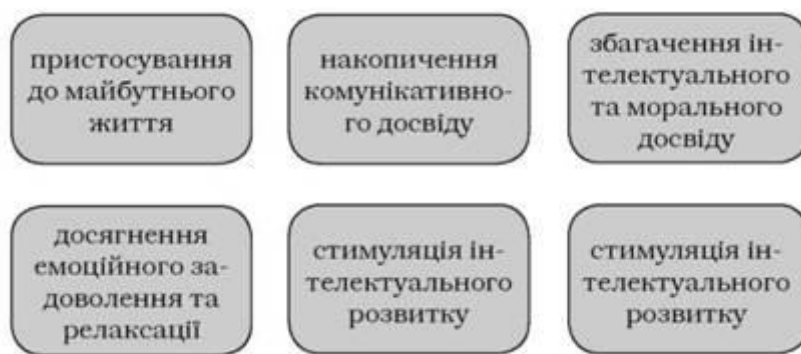 пристосування
до майбутнього
життя
накопичення
комунікативно-
го досвіду
збагачення ін-
телектуального
та морального
досвіду
досягнення
емоційного за-
доволення та
релаксації
стимуляція ін-
телектуального
розвитку
стимуляція ін-
телектуального
розвитку